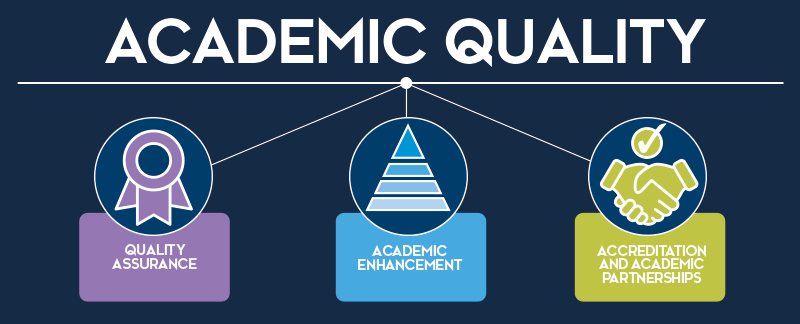 ACADEMIC QUALITY
QUALITY
ASSURANCE
ACADEMIC
ENHANCEMENT
ACCREDITATION
AND ACADEMIC
PARTNERSHIPS